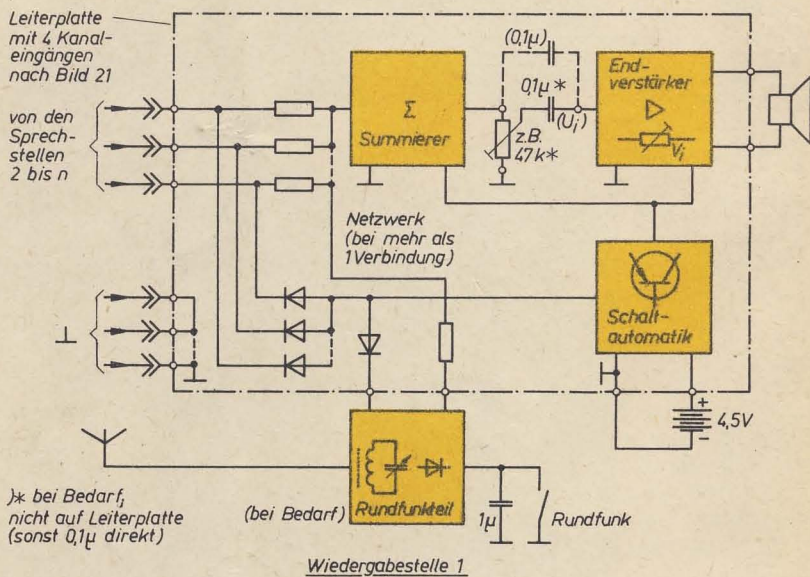 Leiterplatte
mit 4 Kanal-
eingängen
nach Bild 21
von den
Sprech-
stellen
2 bis n
Σ
Summierer
(0,1µ)
0,1µ*
(Ui)
z.B.
47k*
End-
verstärker
Vi
Netzwerk
(bei mehr als
1Verbindung)
Schalt-
automatik
+
4,5V
–
⊥
)* bei Bedarf,
nicht auf Leiterplatte
(sonst 0,1µ direkt)
(bei Bedarf)
Rundfunkteil
1µ
Rundfunk
Wiedergabestelle 1